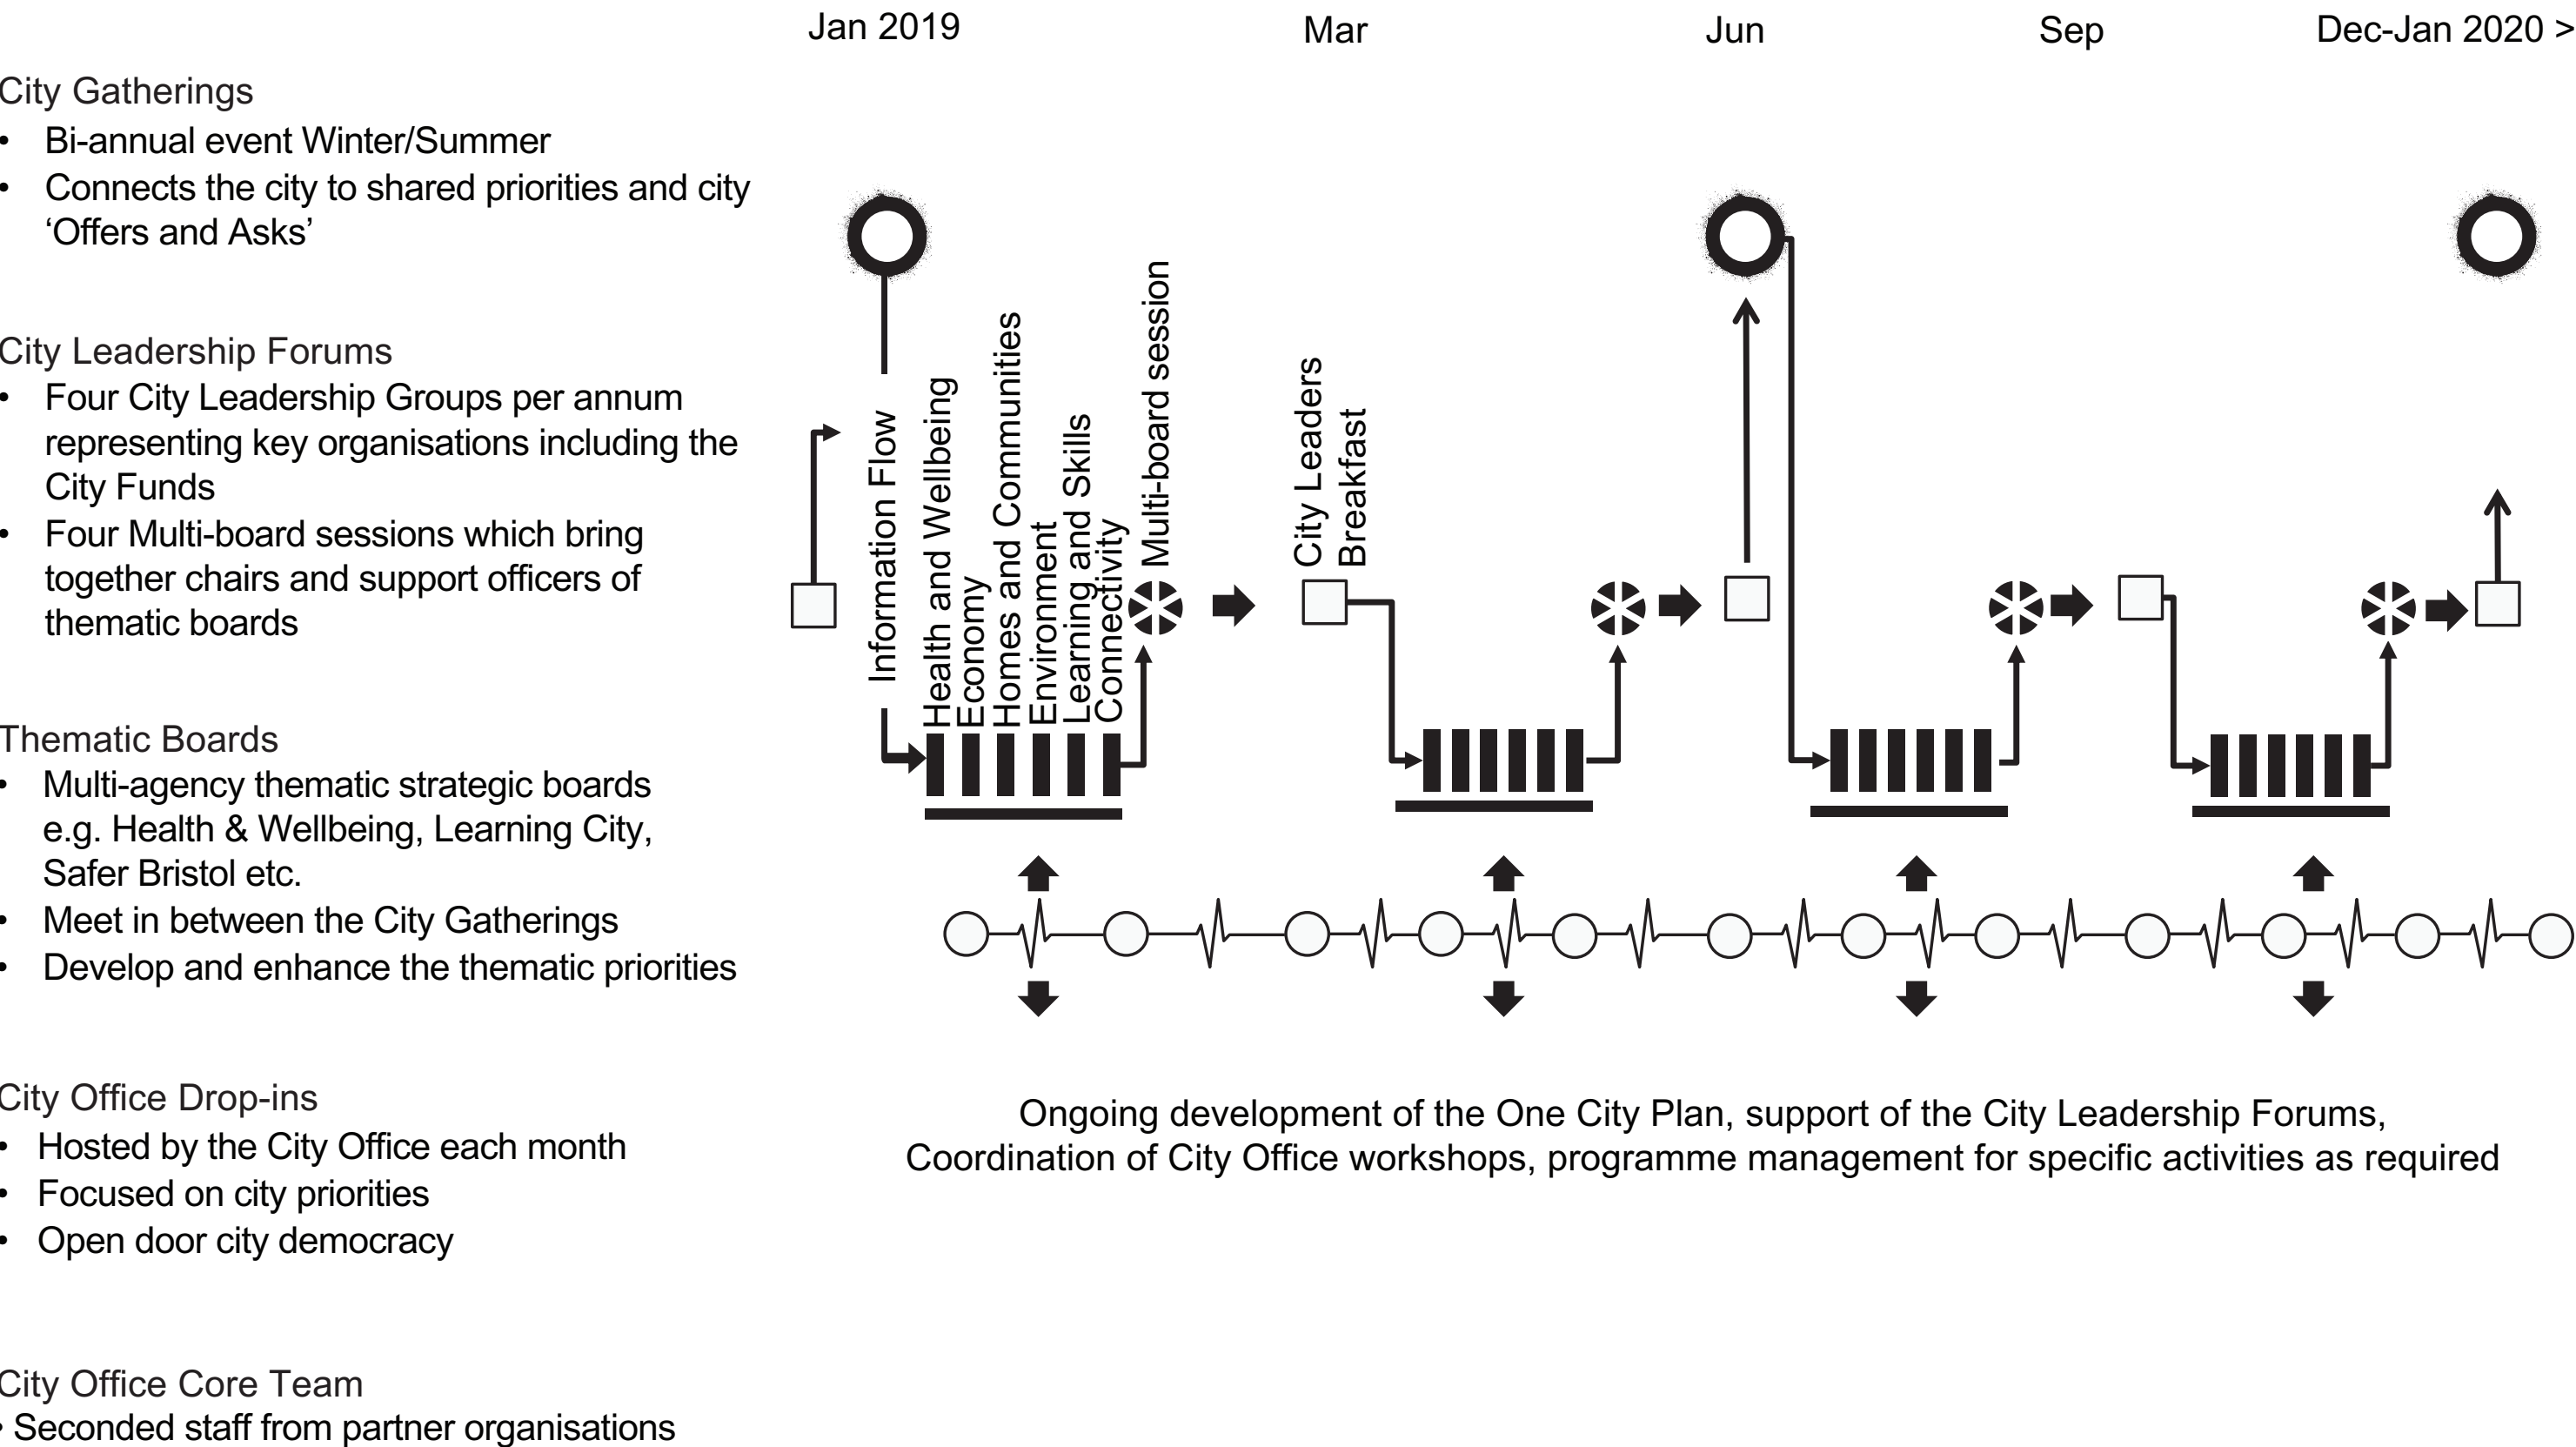 Jan 2019
Mar
Jun
Sep
Dec-Jan 2020 >
City Gatherings
• Bi-annual event Winter/Summer
• Connects the city to shared priorities and city
‘Offers and Asks’
City Leadership Forums
• Four City Leadership Groups per annum
representing key organisations including the
City Funds
• Four Multi-board sessions which bring
together chairs and support officers of
thematic boards
Thematic Boards
• Multi-agency thematic strategic boards
e.g. Health & Wellbeing, Learning City,
Safer Bristol etc.
• Meet in between the City Gatherings
• Develop and enhance the thematic priorities
City Office Drop-ins
• Hosted by the City Office each month
• Focused on city priorities
• Open door city democracy
City Office Core Team
• Seconded staff from partner organisations
Information Flow
Health and Wellbeing
Economy
Homes and Communities
Environment
Learning and Skills
Connectivity
Multi-board session
City Leaders
Breakfast
Ongoing development of the One City Plan, support of the City Leadership Forums,
Coordination of City Office workshops, programme management for specific activities as required